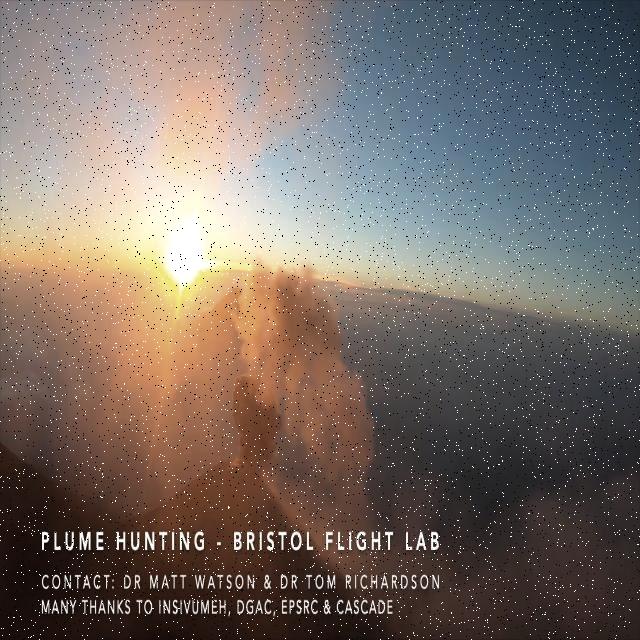 PLUME HUNTING - BRISTOL FLIGHT LAB
CONTACT: DR MATT WATSON & DR TOM RICHARDSON
MANY THANKS TO INSIVUMEH, DGAC, EPSRC & CASCADE